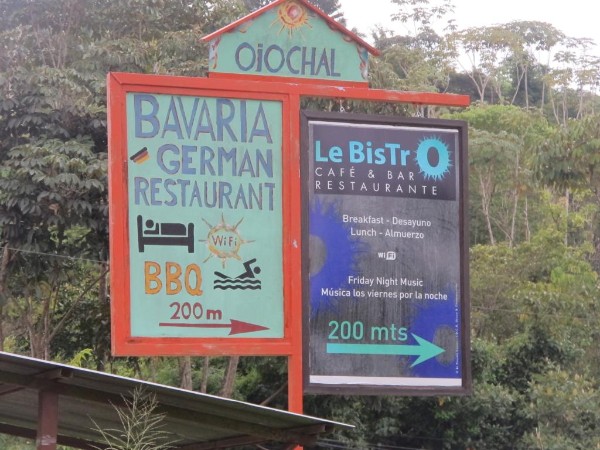 OJOCHAL
BAVARIA
GERMAN
RESTAURANT
WiFi
BBQ
200m
Le BisTrO
CAFÉ & BAR
RESTAURANTE
Breakfast - Desayuno
Lunch - Almuerzo
WiFi
Friday Night Music
Música los viernes por la noche
200 mts